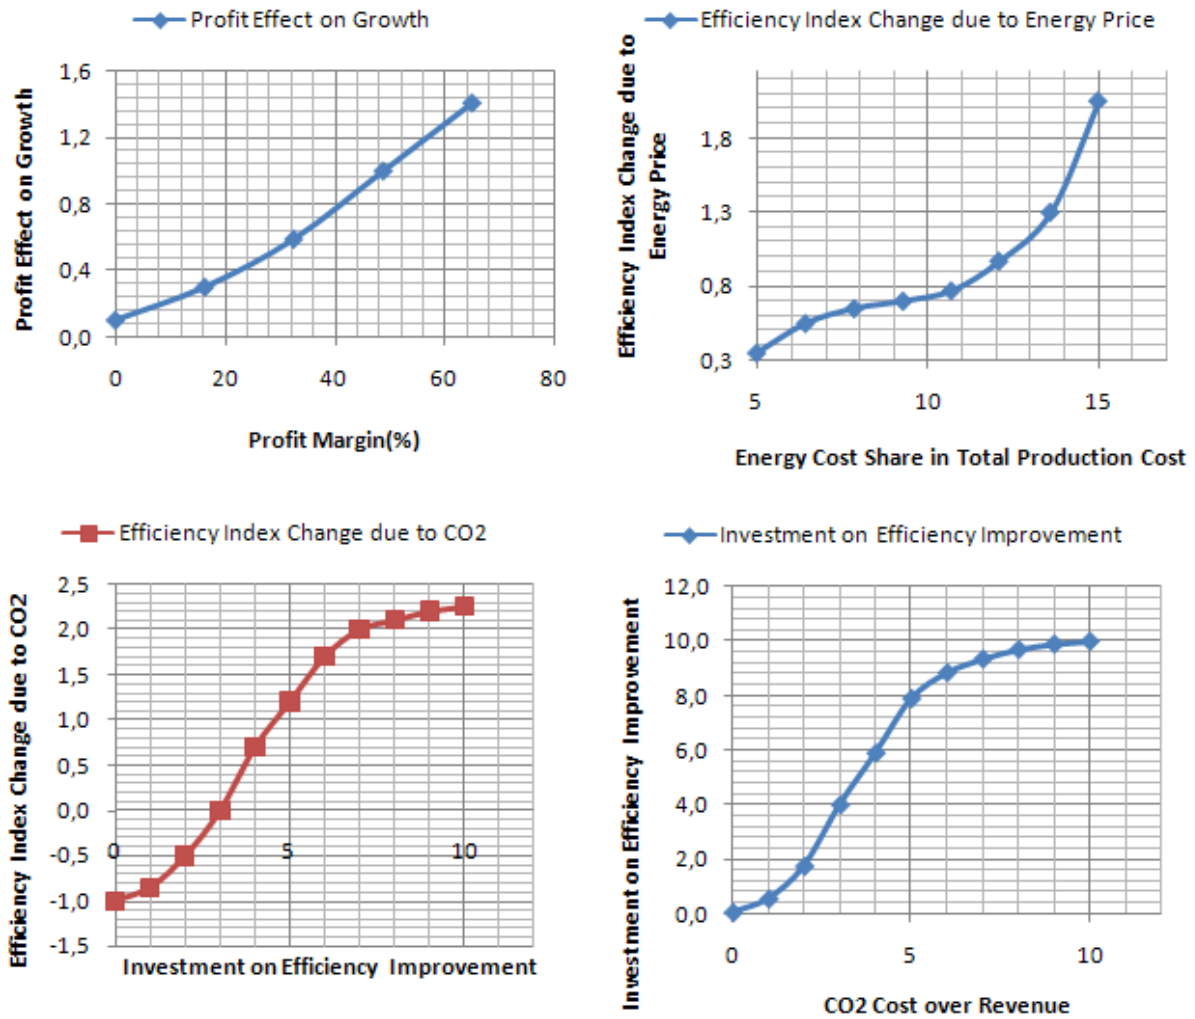 Profit Effect on Growth
Profit Effect on Growth
1,6
1,2
0,8
0,4
0,0
0 20 40 60 80
Profit Margin(%)
Efficiency Index Change due to Energy Price
Efficiency Index Change due to
Energy Price
1,8
1,3
0,8
0,3
5 10 15
Energy Cost Share in Total Production Cost
Efficiency Index Change due to CO2
Efficiency Index Change due to CO2
2,5
2,0
1,5
1,0
0,5
0,0
-0,5
-1,0
-1,5
0 5 10
Investment on Efficiency Improvement
Investment on Efficiency Improvement
Investment on Efficiency Improvement
12,0
10,0
8,0
6,0
4,0
2,0
0,0
0 5 10
CO2 Cost over Revenue